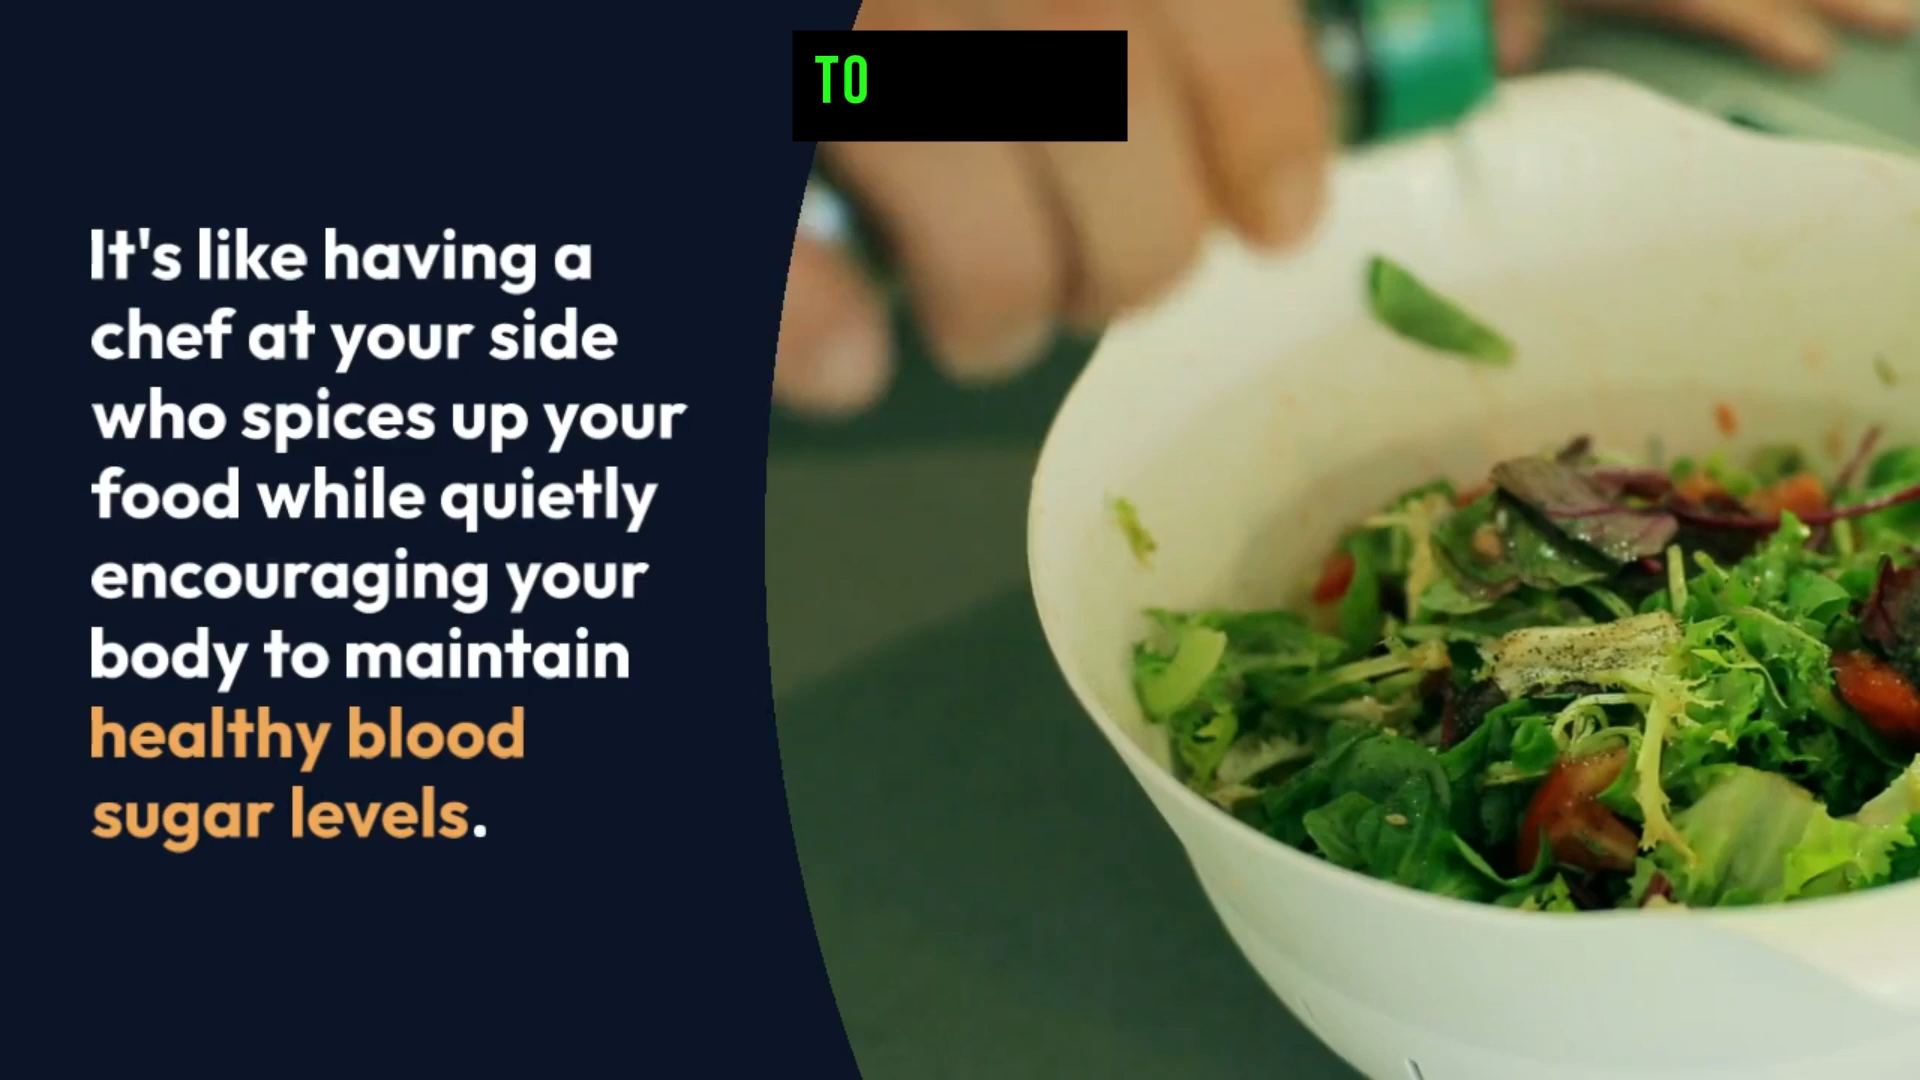 TO
It's like having a
chef at your side
who spices up your
food while quietly
encouraging your
body to maintain
healthy blood
sugar levels.